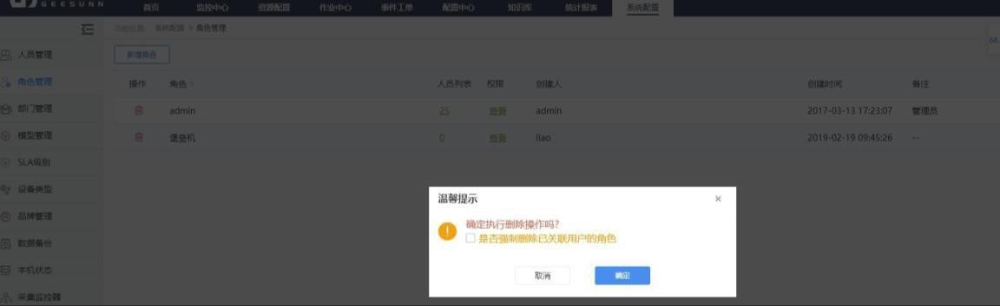 GEESUNN
首页 监控中心 资源配置 作业中心 事件工单 配置中心 知识库 统计报表 系统配置
当前位置: 系统配置 > 角色管理
人员管理
角色管理
部门管理
模型管理
SLA级别
设备类型
品牌管理
数据备份
本机状态
采集监控器
新增角色
操作 角色 人员列表 权限 创建人 创建时间 备注
admin 25 查看 admin 2017-03-13 17:23:07 管理员
堡垒机 0 查看 liao 2019-02-19 09:45:26 --
68.
温馨提示 ×
确定执行删除操作吗?
是否强制删除已关联用户的角色
取消 确定